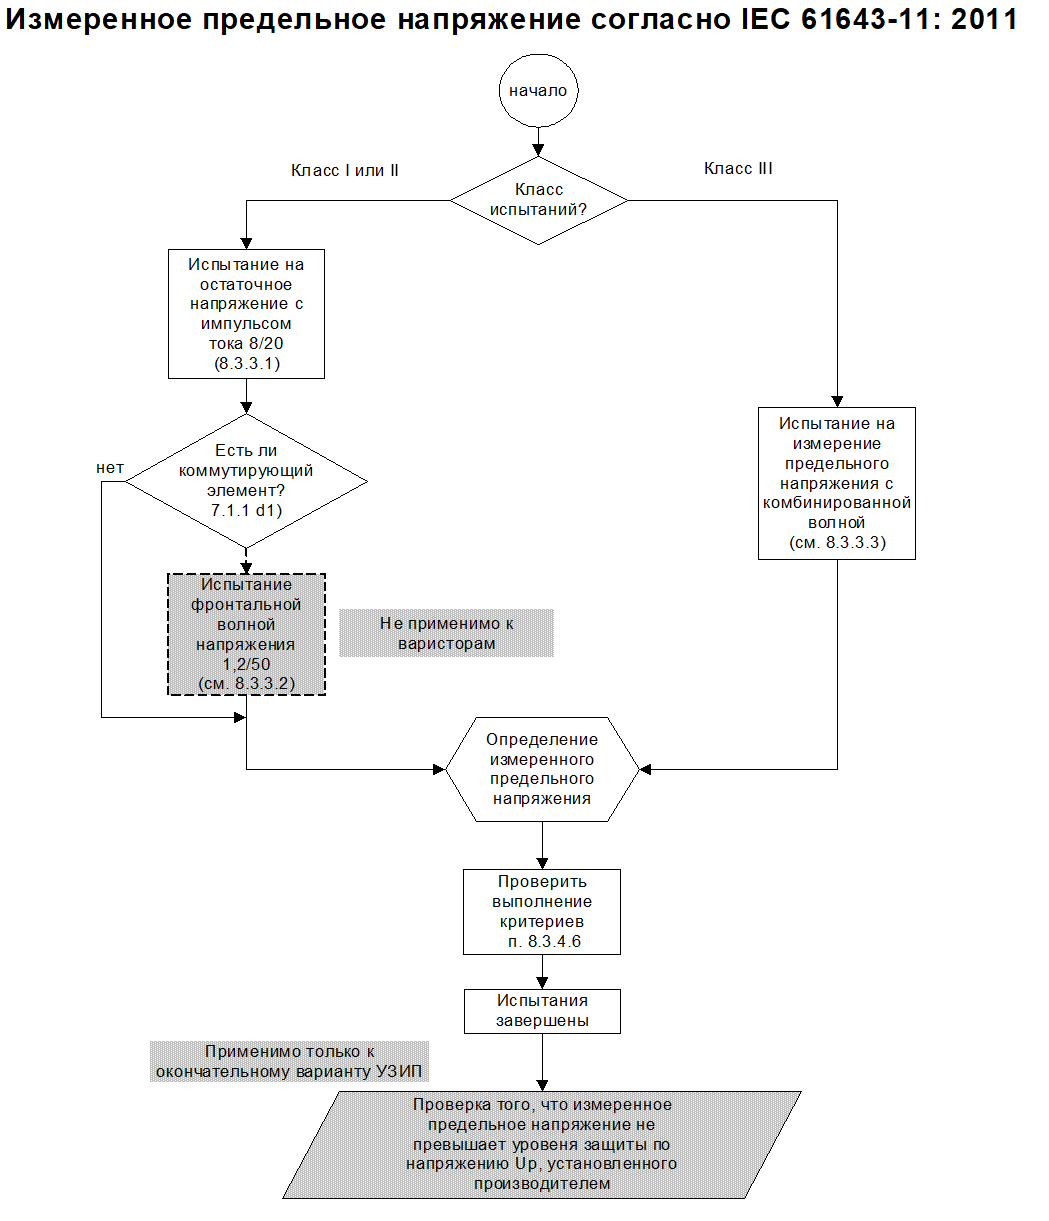 Измеренное предельное напряжение согласно IEC 61643-11: 2011
начало
Класс I или II
Класс III
Класс
испытаний?
Испытание на
остаточное
напряжение с
импульсом
тока 8/20
(8.3.3.1)
Есть ли
коммутирующий
элемент?
7.1.1 d1)
нет
Испытание на
измерение
предельного
напряжения с
комбинированной
волной
(см. 8.3.3.3)
Испытание
фронтальной
волной
напряжения
1,2/50
(см. 8.3.3.2)
Не применимо к
варисторам
Определение
измеренного
предельного
напряжения
Проверить
выполнение
критериев
п. 8.3.4.6
Испытания
завершены
Применимо только к
окончательному варианту УЗИП
Проверка того, что измеренное
предельное напряжение не
превышает уровеня защиты по
напряжению Up, установленного
производителем